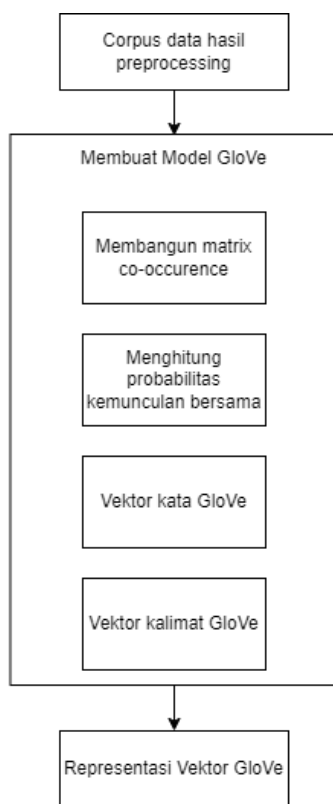 Corpus data hasil
preprocessing
Membuat Model GloVe
Membangun matrix
co-occurence
Menghitung
probabilitas
kemunculan bersama
Vektor kata GloVe
Vektor kalimat GloVe
Representasi Vektor GloVe